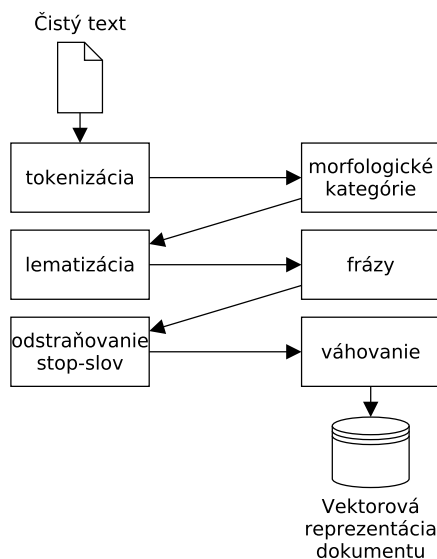 Čistý text
tokenizácia
morfologické
kategórie
lematizácia
frázy
odstraňovanie
stop-slov
váhovanie
Vektorová
reprezentácia
dokumentu